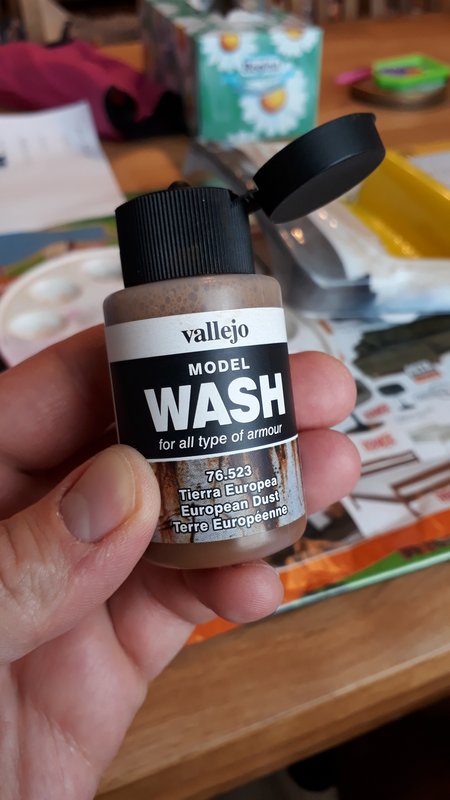 vallejo
MODEL
WASH
for all type of armour
76.523
Tierra Europea
European Dust
Terre Européenne